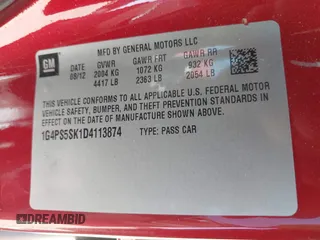 GM
MFD BY GENERAL MOTORS LLC
DATE GVWR GAWR FRT GAWR RR
09/12 2004 KG 1072 KG 932 KG
4417 LB 2363 LB 2054 LB
THIS VEHICLE CONFORMS TO ALL APPLICABLE U.S. FEDERAL MOTOR
VEHICLE SAFETY, BUMPER, AND THEFT PREVENTION STANDARDS IN
EFFECT ON THE DATE OF MANUFACTURE SHOWN ABOVE.
1G4PS5SK1D4113874 TYPE: PASS CAR
DREAMBID